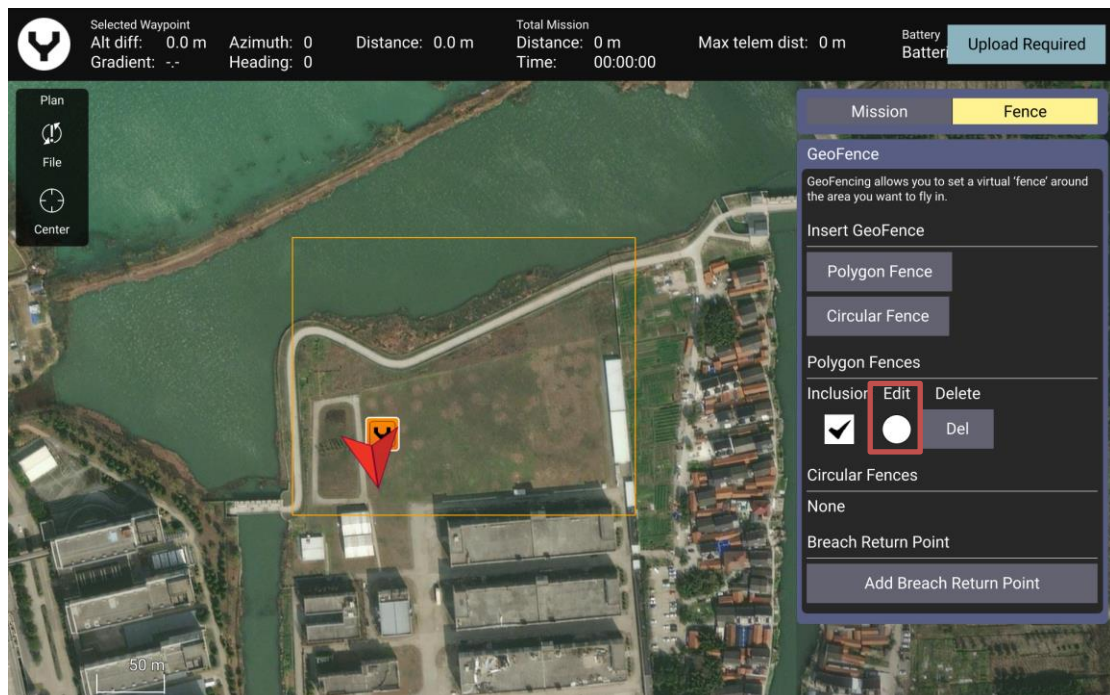 Selected Waypoint
Alt diff: 0.0 m Azimuth: 0 Distance: 0.0 m
Gradient: -.- Heading: 0
Total Mission
Distance: 0 m Max telem dist: 0 m
Time: 00:00:00
Battery
Batteri
Upload Required
Plan
File
Center
Mission Fence
GeoFence
GeoFencing allows you to set a virtual 'fence' around
the area you want to fly in.
Insert GeoFence
Polygon Fence
Circular Fence
Polygon Fences
Inclusion Edit Delete
Del
Circular Fences
None
Breach Return Point
Add Breach Return Point
50 m